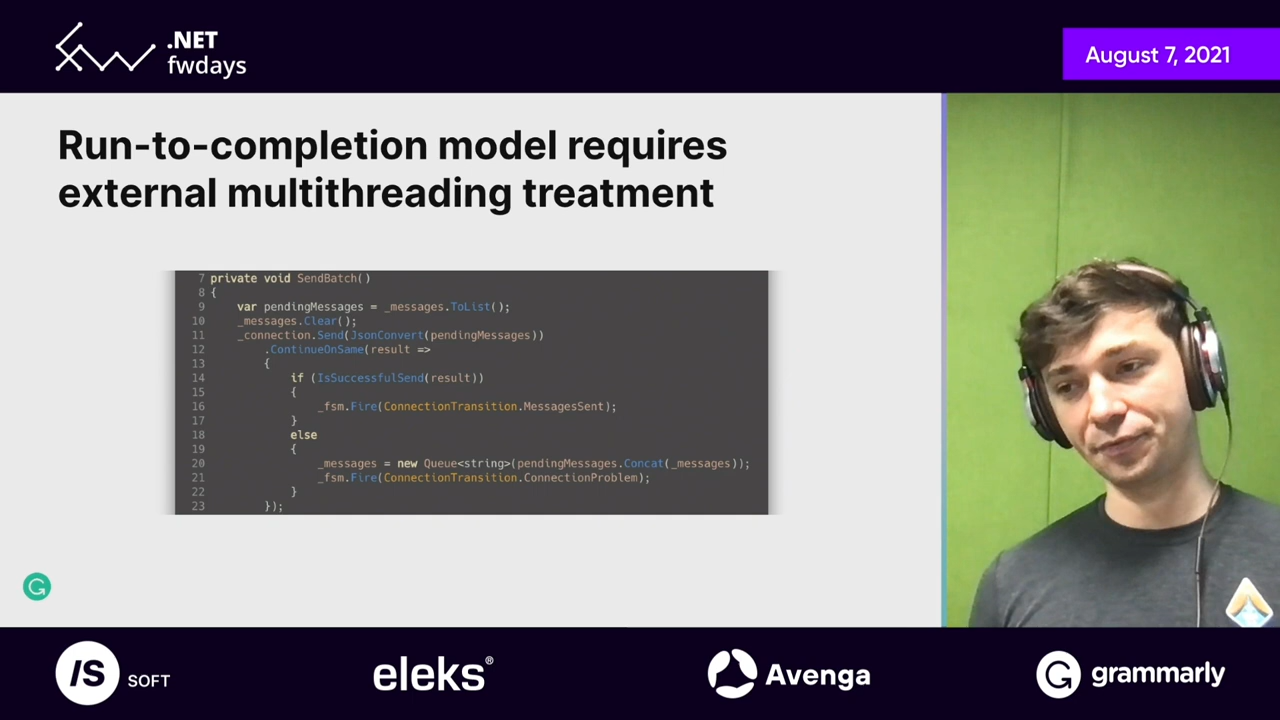 .NET
fwdays
August 7, 2021
Run-to-completion model requires
external multithreading treatment
7 private void SendBatch()
8 {
9 var pendingMessages = _messages.ToList();
10 _messages.Clear();
11 _connection.Send(JsonConvert(pendingMessages))
12 .ContinueOnSame(result =>
13 {
14 if (IsSuccessfulSend(result))
15 {
16 _fsm.Fire(ConnectionTransition.MessagesSent);
17 }
18 else
19 {
20 _messages = new Queue<string>(pendingMessages.Concat(_messages));
21 _fsm.Fire(ConnectionTransition.ConnectionProblem);
22 }
23 });
IS SOFT
eleks®
Avenga
grammarly